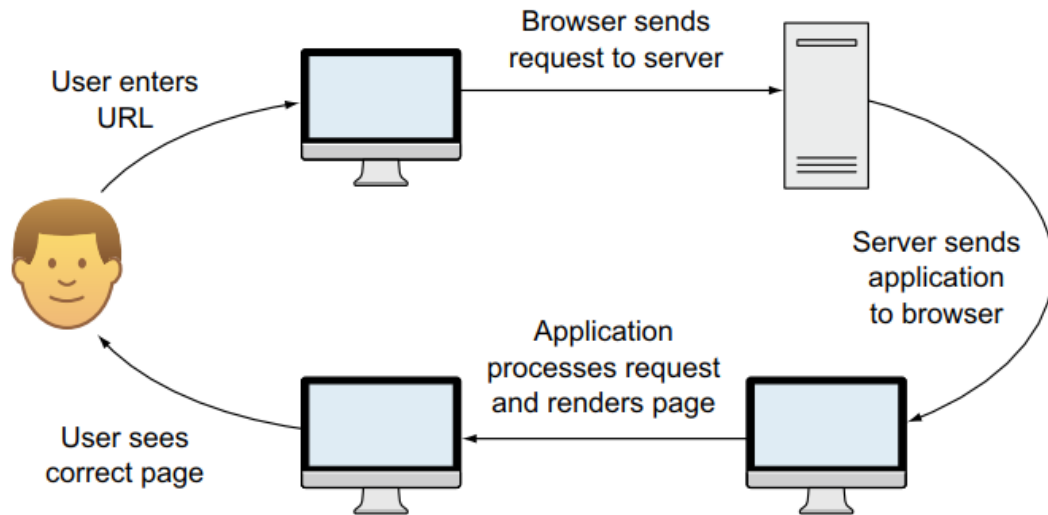 User enters
URL
Browser sends
request to server
Server sends
application
to browser
Application
processes request
and renders page
User sees
correct page